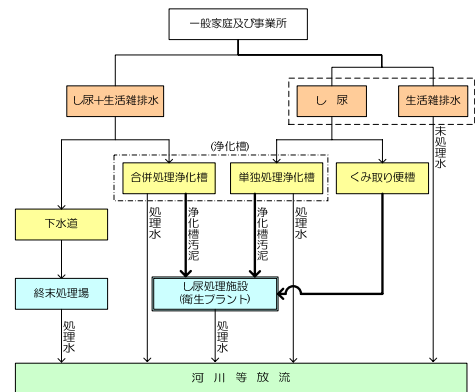 一般家庭及び事業所
し尿＋生活雑排水
し 尿
生活雑排水
未処理水
(浄化槽)
合併処理浄化槽
単独処理浄化槽
くみ取り便槽
下水道
処理水
浄化槽汚泥
浄化槽汚泥
処理水
終末処理場
し尿処理施設
(衛生プラント)
処理水
処理水
河 川 等 放 流